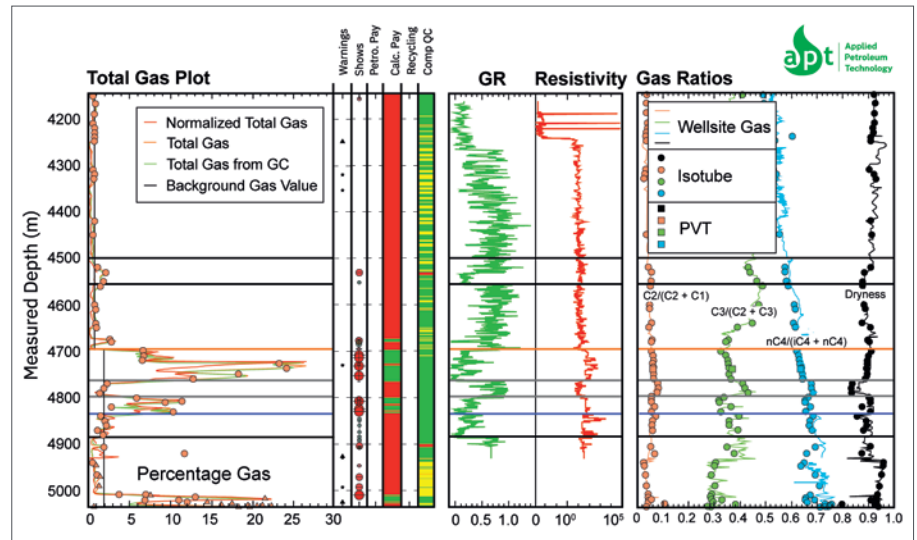 apt
Applied
Petroleum
Technology
Total Gas Plot
Warnings
Shows
Petro. Pay
Calc. Pay
Recycling
Comp QC
GR
Resistivity
Gas Ratios
Measured Depth (m)
4200
4300
4400
4500
4600
4700
4800
4900
5000
Normalized Total Gas
Total Gas
Total Gas from GC
Background Gas Value
Percentage Gas
Wellsite Gas
Isotube
PVT
C2/(C2 + C1)
C3/(C2 + C3)
nC4/(iC4 + nC4)
Dryness
0 5 10 15 20 25 30
0 0.5 1.0
0 10⁰ 10⁵
0 0.1 0.2 0.3 0.4 0.5 0.6 0.7 0.8 0.9 1.0